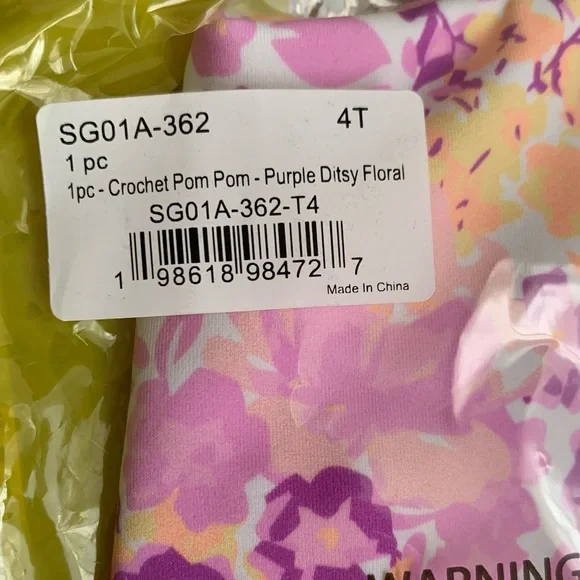 SG01A-362 4T
1 pc
1pc - Crochet Pom Pom - Purple Ditsy Floral
SG01A-362-T4
1 98618 98472 7
Made In China
WARNING